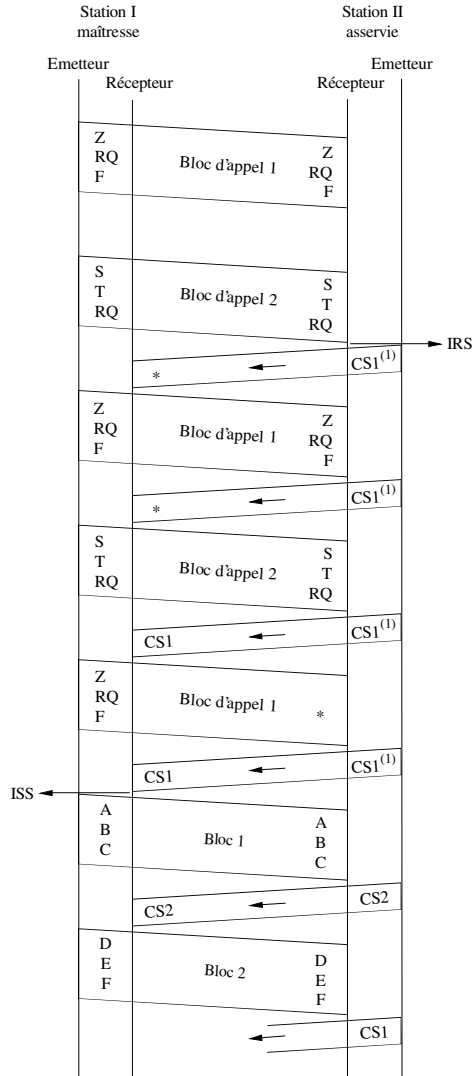 Station I
maîtresse
Station II
asservie
Emetteur
Récepteur
Récepteur
Emetteur
Z
RQ
F
Bloc d'appel 1
Z
RQ
F
S
T
RQ
Bloc d'appel 2
S
T
RQ
IRS
CS1(1)
*
Z
RQ
F
Bloc d'appel 1
Z
RQ
F
CS1(1)
*
S
T
RQ
Bloc d'appel 2
S
T
RQ
CS1
CS1(1)
Z
RQ
F
Bloc d'appel 1
*
CS1
CS1(1)
ISS
A
B
C
Bloc 1
A
B
C
CS2
CS2
D
E
F
Bloc 2
D
E
F
CS1